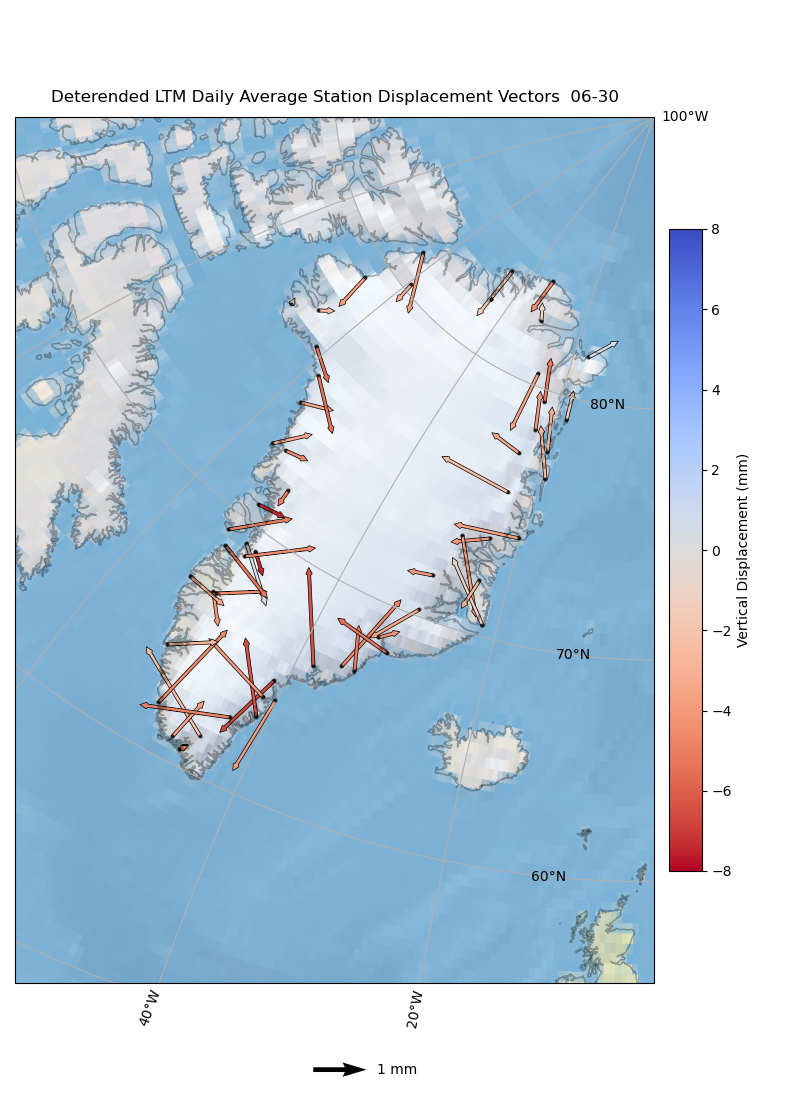 Deterended LTM Daily Average Station Displacement Vectors  06-30
100°W
8
6
4
2
0
−2
−4
−6
−8
Vertical Displacement (mm)
80°N
70°N
60°N
40°W
20°W
1 mm